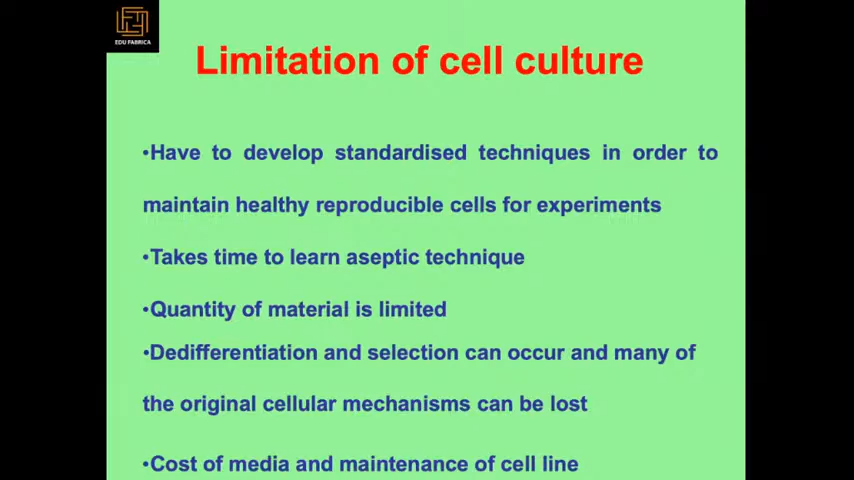 EDU FABRICA
Limitation of cell culture
•Have to develop standardised techniques in order to
maintain healthy reproducible cells for experiments
•Takes time to learn aseptic technique
•Quantity of material is limited
•Dedifferentiation and selection can occur and many of
the original cellular mechanisms can be lost
•Cost of media and maintenance of cell line